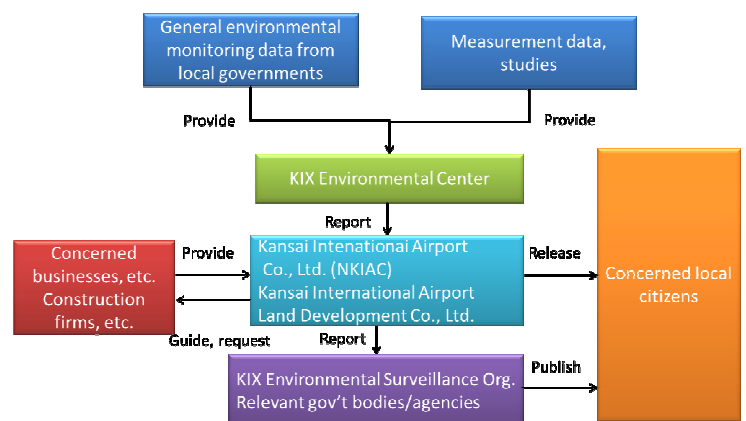 General environmental
monitoring data from
local governments
Measurement data,
studies
Provide
Provide
KIX Environmental Center
Report
Concerned
businesses, etc.
Construction
firms, etc.
Provide
Kansai Intenationai Airport
Co., Ltd. (NKIAC)
Kansai International Airport
Land Development Co., Ltd.
Release
Concerned local
citizens
Guide, request
Report
KIX Environmental Surveillance Org.
Relevant gov't bodies/agencies
Publish